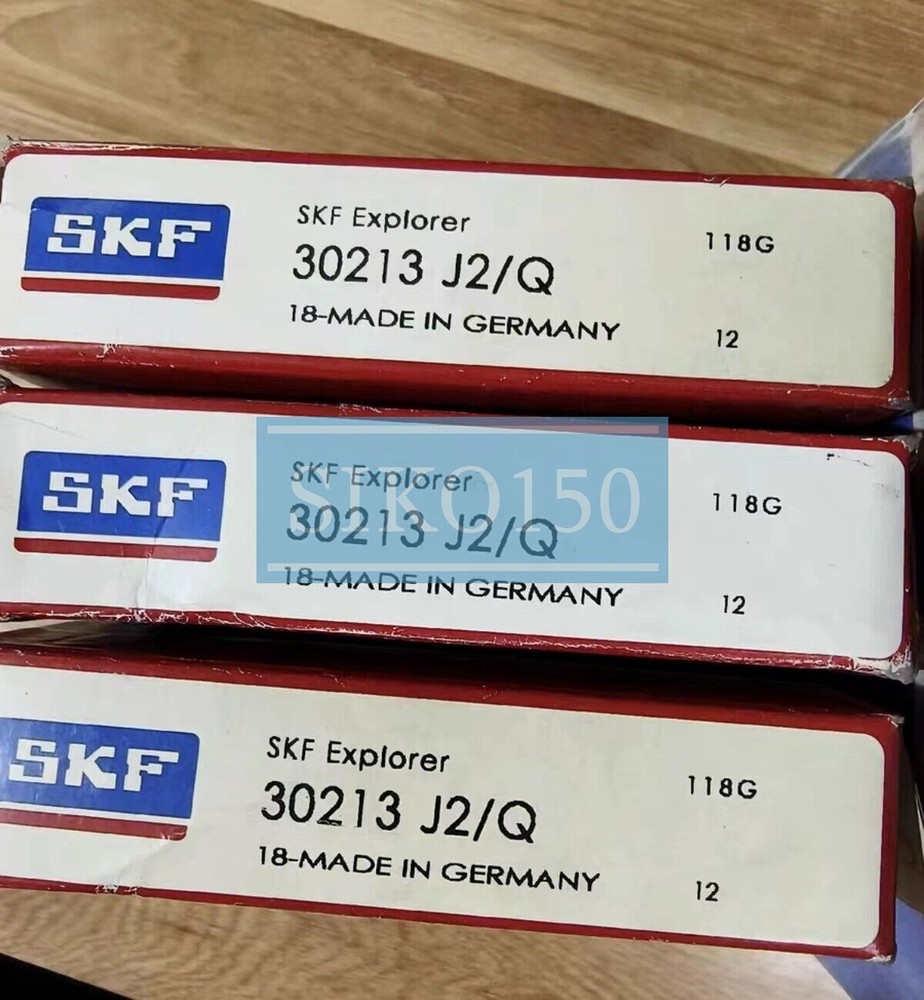 SKF
SKF Explorer
30213 J2/Q
18-MADE IN GERMANY
118G
12
SKF
SKF Explorer
30213 J2/Q
18-MADE IN GERMANY
118G
12
SIKO150
SKF
SKF Explorer
30213 J2/Q
18-MADE IN GERMANY
118G
12